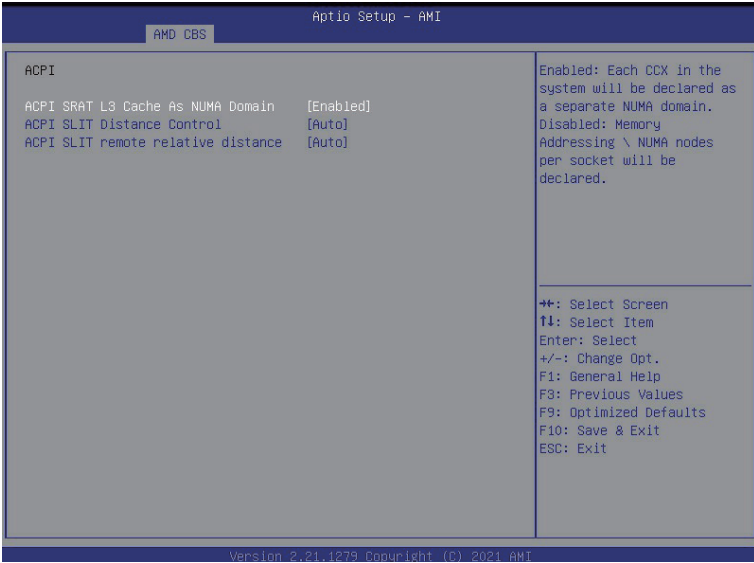 Aptio Setup – AMI
AMD CBS
ACPI
ACPI SRAT L3 Cache As NUMA Domain [Enabled]
ACPI SLIT Distance Control [Auto]
ACPI SLIT remote relative distance [Auto]
Enabled: Each CCX in the
system will be declared as
a separate NUMA domain.
Disabled: Memory
Addressing \ NUMA nodes
per socket will be
declared.
→←: Select Screen
↑↓: Select Item
Enter: Select
+/-: Change Opt.
F1: General Help
F3: Previous Values
F9: Optimized Defaults
F10: Save & Exit
ESC: Exit
Version 2.21.1279 Copyright (C) 2021 AMI